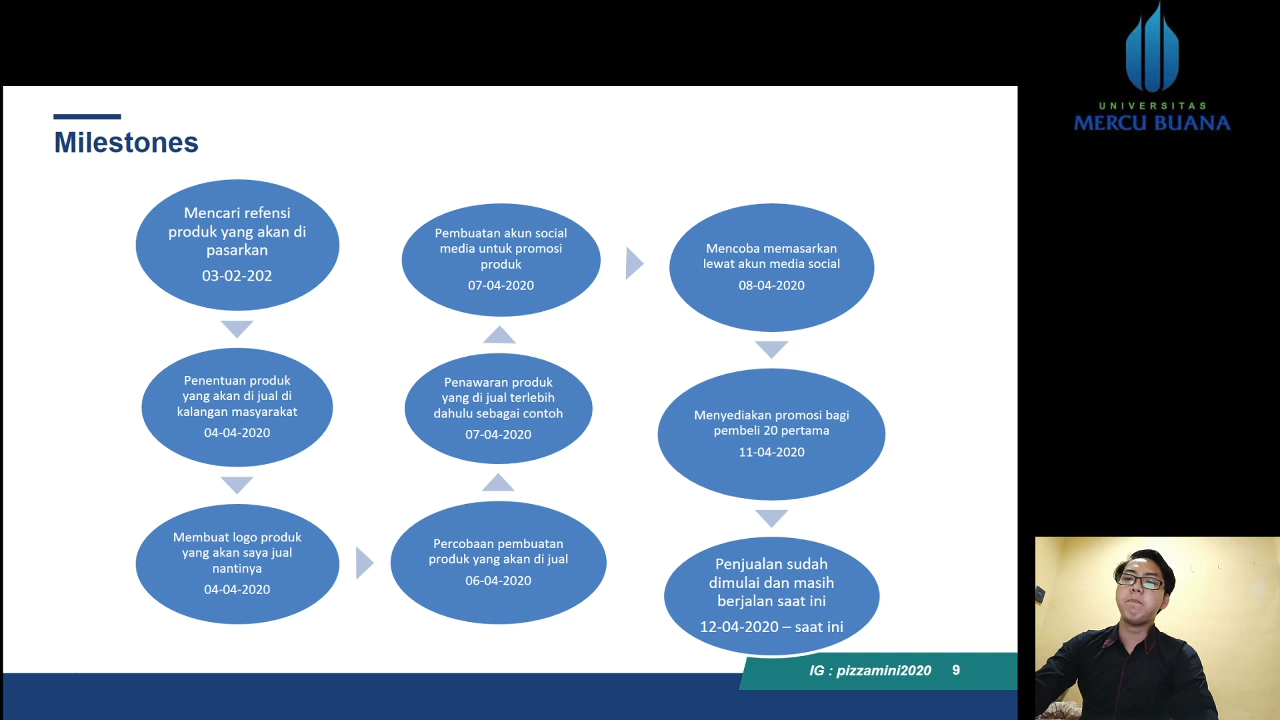 UNIVERSITAS
MERCU BUANA
Milestones
Mencari refensi
produk yang akan di
pasarkan
03-02-202
Penentuan produk
yang akan di jual di
kalangan masyarakat
04-04-2020
Membuat logo produk
yang akan saya jual
nantinya
04-04-2020
Percobaan pembuatan
produk yang akan di jual
06-04-2020
Penawaran produk
yang di jual terlebih
dahulu sebagai contoh
07-04-2020
Pembuatan akun social
media untuk promosi
produk
07-04-2020
Mencoba memasarkan
lewat akun media social
08-04-2020
Menyediakan promosi bagi
pembeli 20 pertama
11-04-2020
Penjualan sudah
dimulai dan masih
berjalan saat ini
12-04-2020 – saat ini
IG : pizzamini2020 9